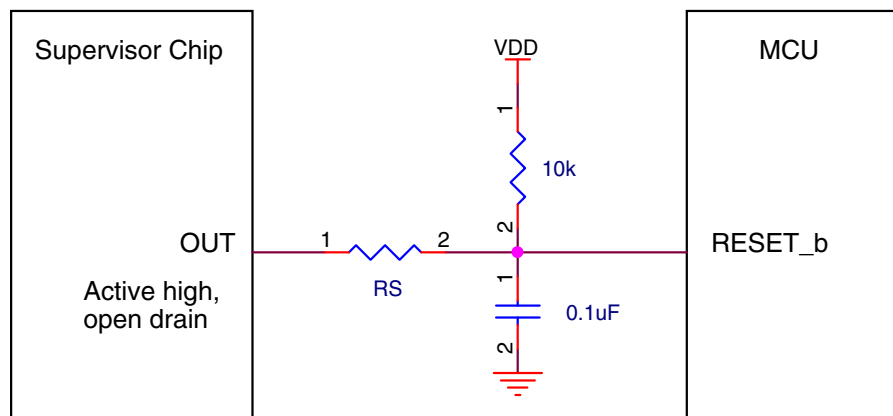 Supervisor Chip
VDD
MCU
1
10k
2
OUT
1
2
RESET_b
RS
1
Active high,
open drain
0.1uF
2